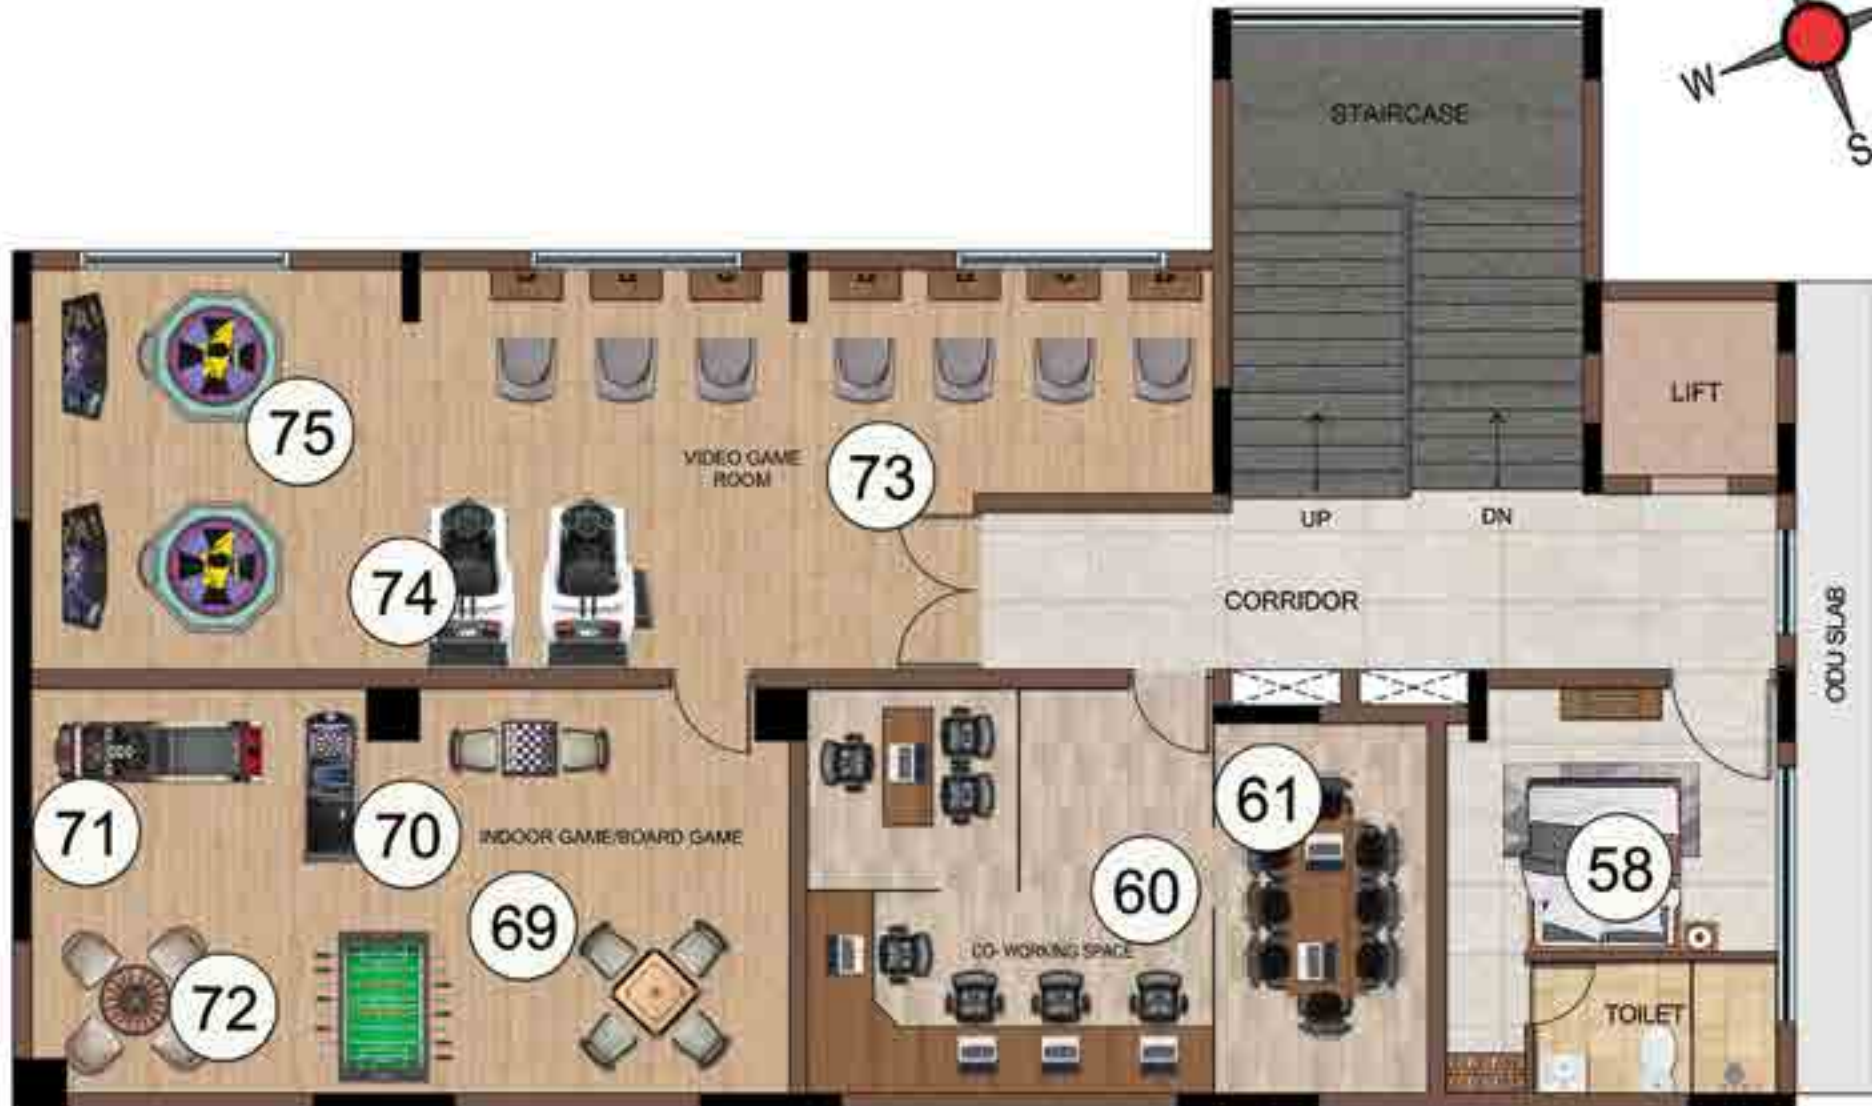 W
S
STAIRCASE
LIFT
75
VIDEO GAME
ROOM
73
UP
DN
74
CORRIDOR
ODU SLAB
71
70
INDOOR GAME/BOARD GAME
61
60
58
69
CO- WORKING SPACE
72
TOILET